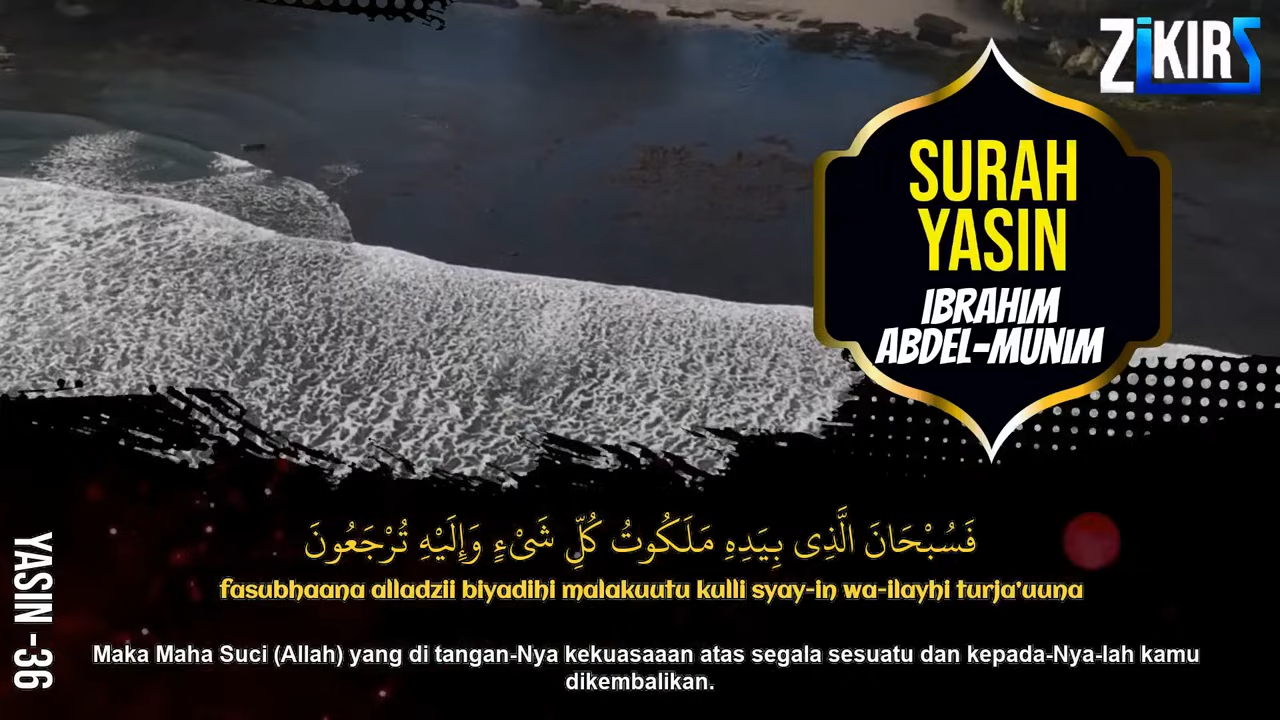 ZiKIRS
SURAH
YASIN
IBRAHIM
ABDEL-MUNIM
فَسُبْحَانَ الَّذِى بِيَدِهِ مَلَكُوتُ كُلِّ شَىْءٍ وَإِلَيْهِ تُرْجَعُونَ
fasubhaana alladzii biyadihi malakuutu kulli syay-in wa-ilayhi turja'uuna
Maka Maha Suci (Allah) yang di tangan-Nya kekuasaaan atas segala sesuatu dan kepada-Nya-lah kamu
dikembalikan.
YASIN -36